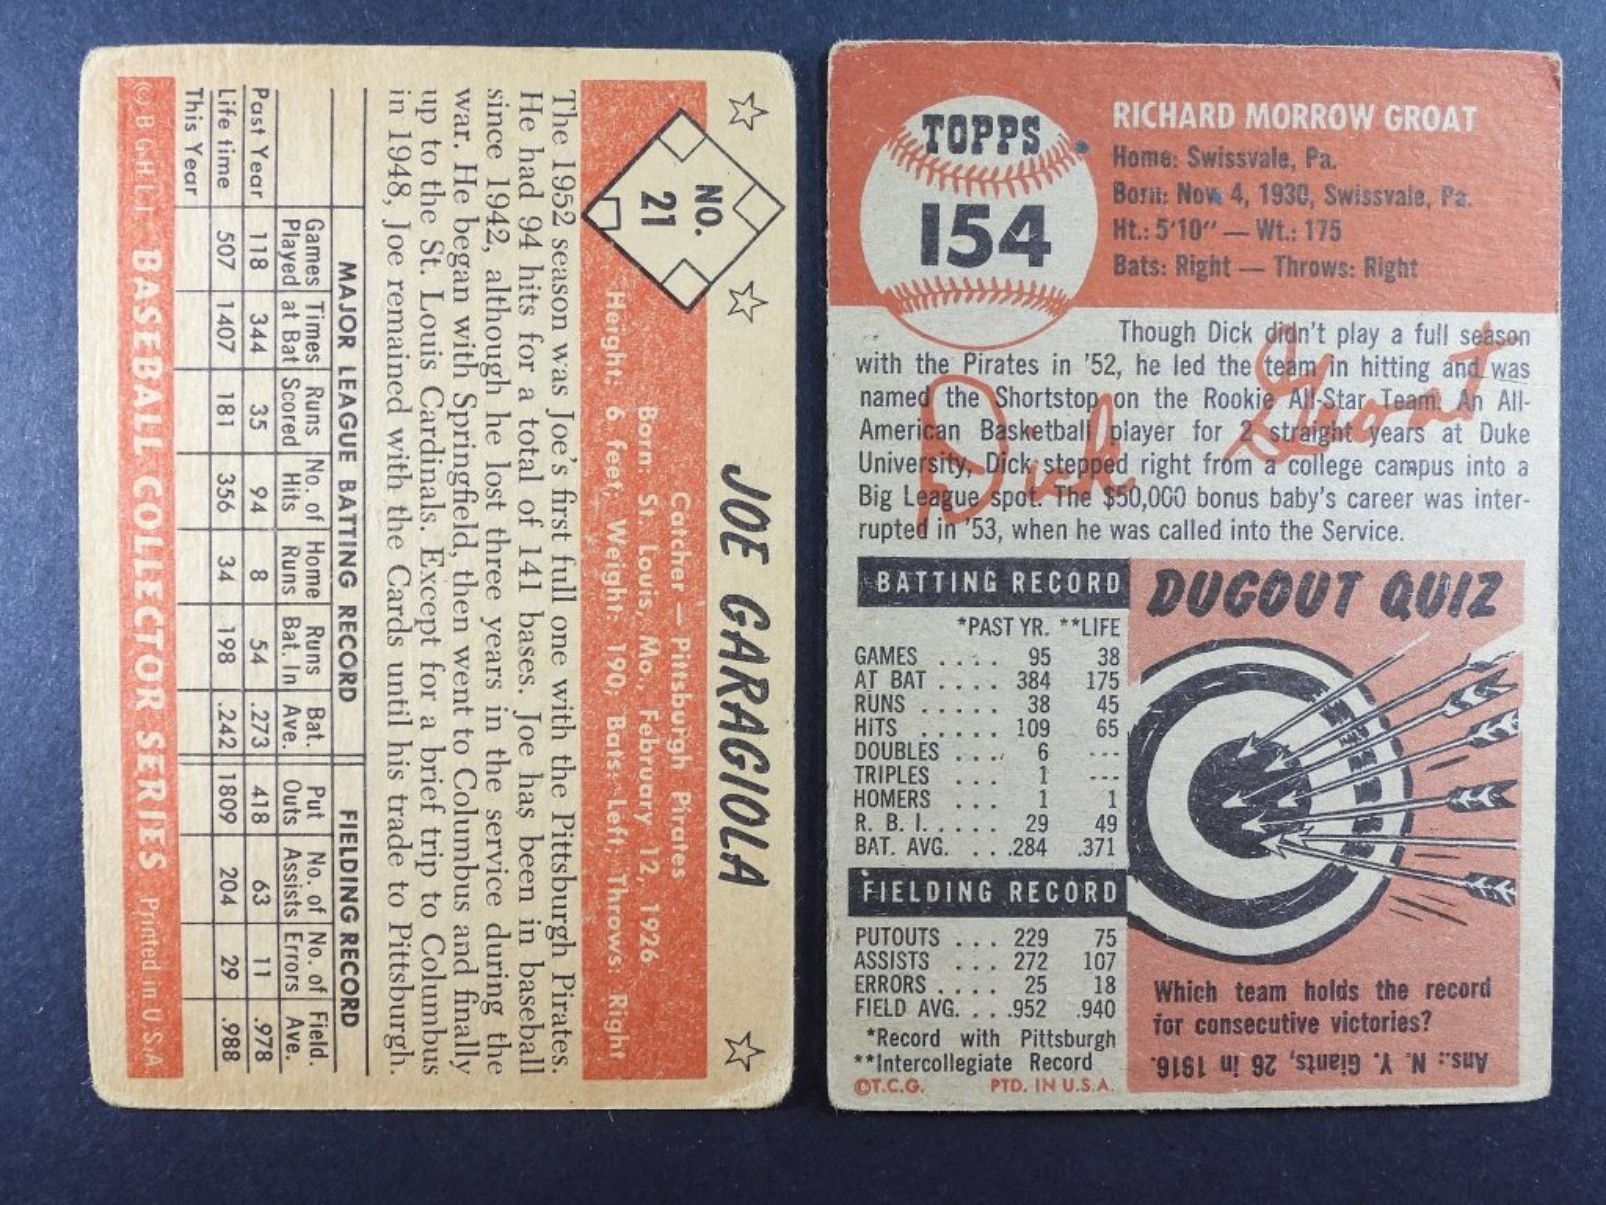 JOE GARAGIOLA
NO.
21
Catcher — Pittsburgh Pirates
Born: St. Louis, Mo., February 12, 1926
Height: 6 feet; Weight: 190; Bats: Left; Throws: Right
The 1952 season was Joe's first full one with the Pittsburgh Pirates.
He had 94 hits for a total of 141 bases. Joe has been in baseball
since 1942, although he lost three years in the service during the
war. He began with Springfield, then went to Columbus and finally
up to the St. Louis Cardinals. Except for a brief trip to Columbus
in 1948, Joe remained with the Cards until his trade to Pittsburgh.
MAJOR LEAGUE BATTING RECORD FIELDING RECORD
Games Times Runs No. of Home Runs Bat. Put No. of No. of Field.
Played at Bat Scored Hits Runs Bat. In Ave. Outs Assists Errors Ave.
Past Year 118 344 35 94 8 54 .273 418 63 11 .978
Life time 507 1407 181 356 34 198 .242 1809 204 29 .988
This Year
© B G H L I BASEBALL COLLECTOR SERIES Printed in U.S.A.
TOPPS
154
RICHARD MORROW GROAT
Home: Swissvale, Pa.
Born: Nov. 4, 1930, Swissvale, Pa.
Ht.: 5'10" — Wt.: 175
Bats: Right — Throws: Right
Though Dick didn't play a full season
with the Pirates in '52, he led the team in hitting and was
named the Shortstop on the Rookie All-Star Team. An All-
American Basketball player for 2 straight years at Duke
University, Dick stepped right from a college campus into a
Big League spot. The $50,000 bonus baby's career was inter-
rupted in '53, when he was called into the Service.
Dick Groat
BATTING RECORD
*PAST YR. **LIFE
GAMES .... 95 38
AT BAT .... 384 175
RUNS ..... 38 45
HITS ..... 109 65
DOUBLES .... 6 ---
TRIPLES .... 1 ---
HOMERS .... 1 1
R. B. I. .... 29 49
BAT. AVG. ... .284 .371
FIELDING RECORD
PUTOUTS ... 229 75
ASSISTS ... 272 107
ERRORS .... 25 18
FIELD AVG. ... .952 .940
*Record with Pittsburgh
**Intercollegiate Record
©T.C.G. PTD. IN U.S.A.
DUGOUT QUIZ
Which team holds the record
for consecutive victories?
Ans.: N. Y. Giants, 26 in 1916.